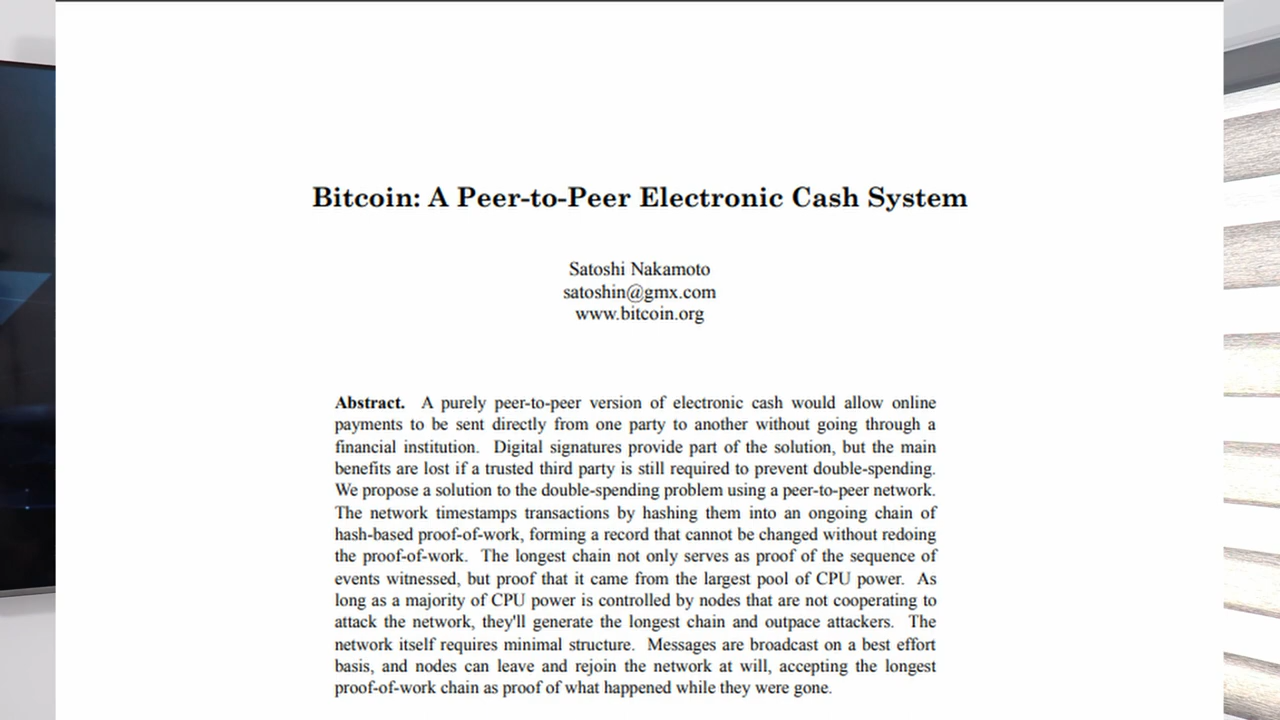 Bitcoin: A Peer-to-Peer Electronic Cash System
Satoshi Nakamoto
satoshin@gmx.com
www.bitcoin.org
Abstract. A purely peer-to-peer version of electronic cash would allow online
payments to be sent directly from one party to another without going through a
financial institution. Digital signatures provide part of the solution, but the main
benefits are lost if a trusted third party is still required to prevent double-spending.
We propose a solution to the double-spending problem using a peer-to-peer network.
The network timestamps transactions by hashing them into an ongoing chain of
hash-based proof-of-work, forming a record that cannot be changed without redoing
the proof-of-work. The longest chain not only serves as proof of the sequence of
events witnessed, but proof that it came from the largest pool of CPU power. As
long as a majority of CPU power is controlled by nodes that are not cooperating to
attack the network, they'll generate the longest chain and outpace attackers. The
network itself requires minimal structure. Messages are broadcast on a best effort
basis, and nodes can leave and rejoin the network at will, accepting the longest
proof-of-work chain as proof of what happened while they were gone.